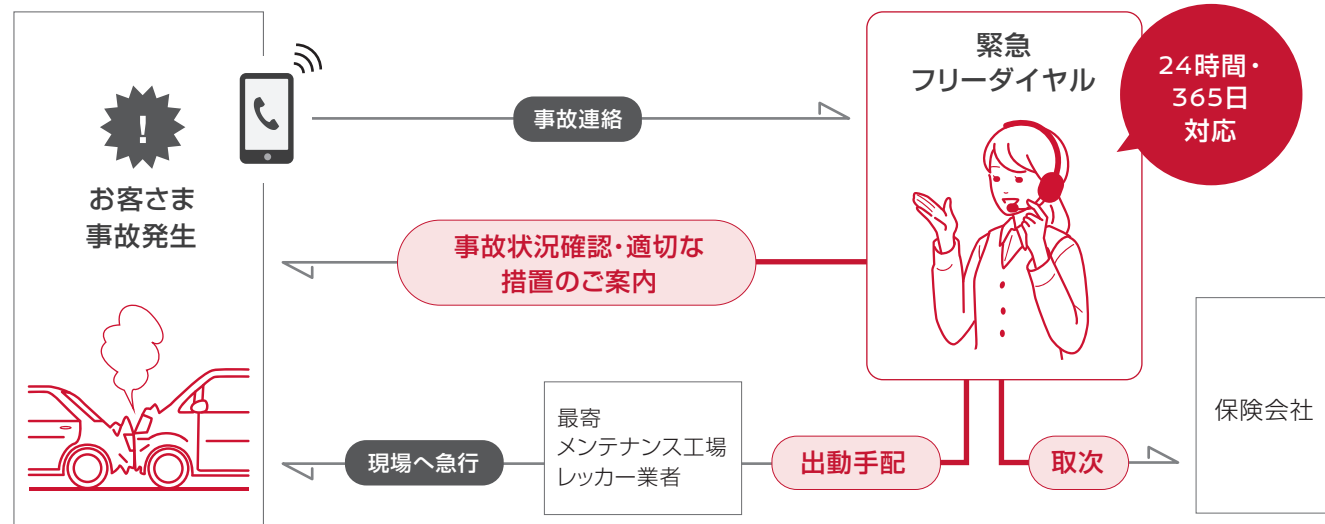 緊急
フリーダイヤル
24時間・
365日
対応
!
お客さま
事故発生
事故連絡
事故状況確認・適切な
措置のご案内
最寄
メンテナンス工場
レッカー業者
現場へ急行
出動手配
取次
保険会社